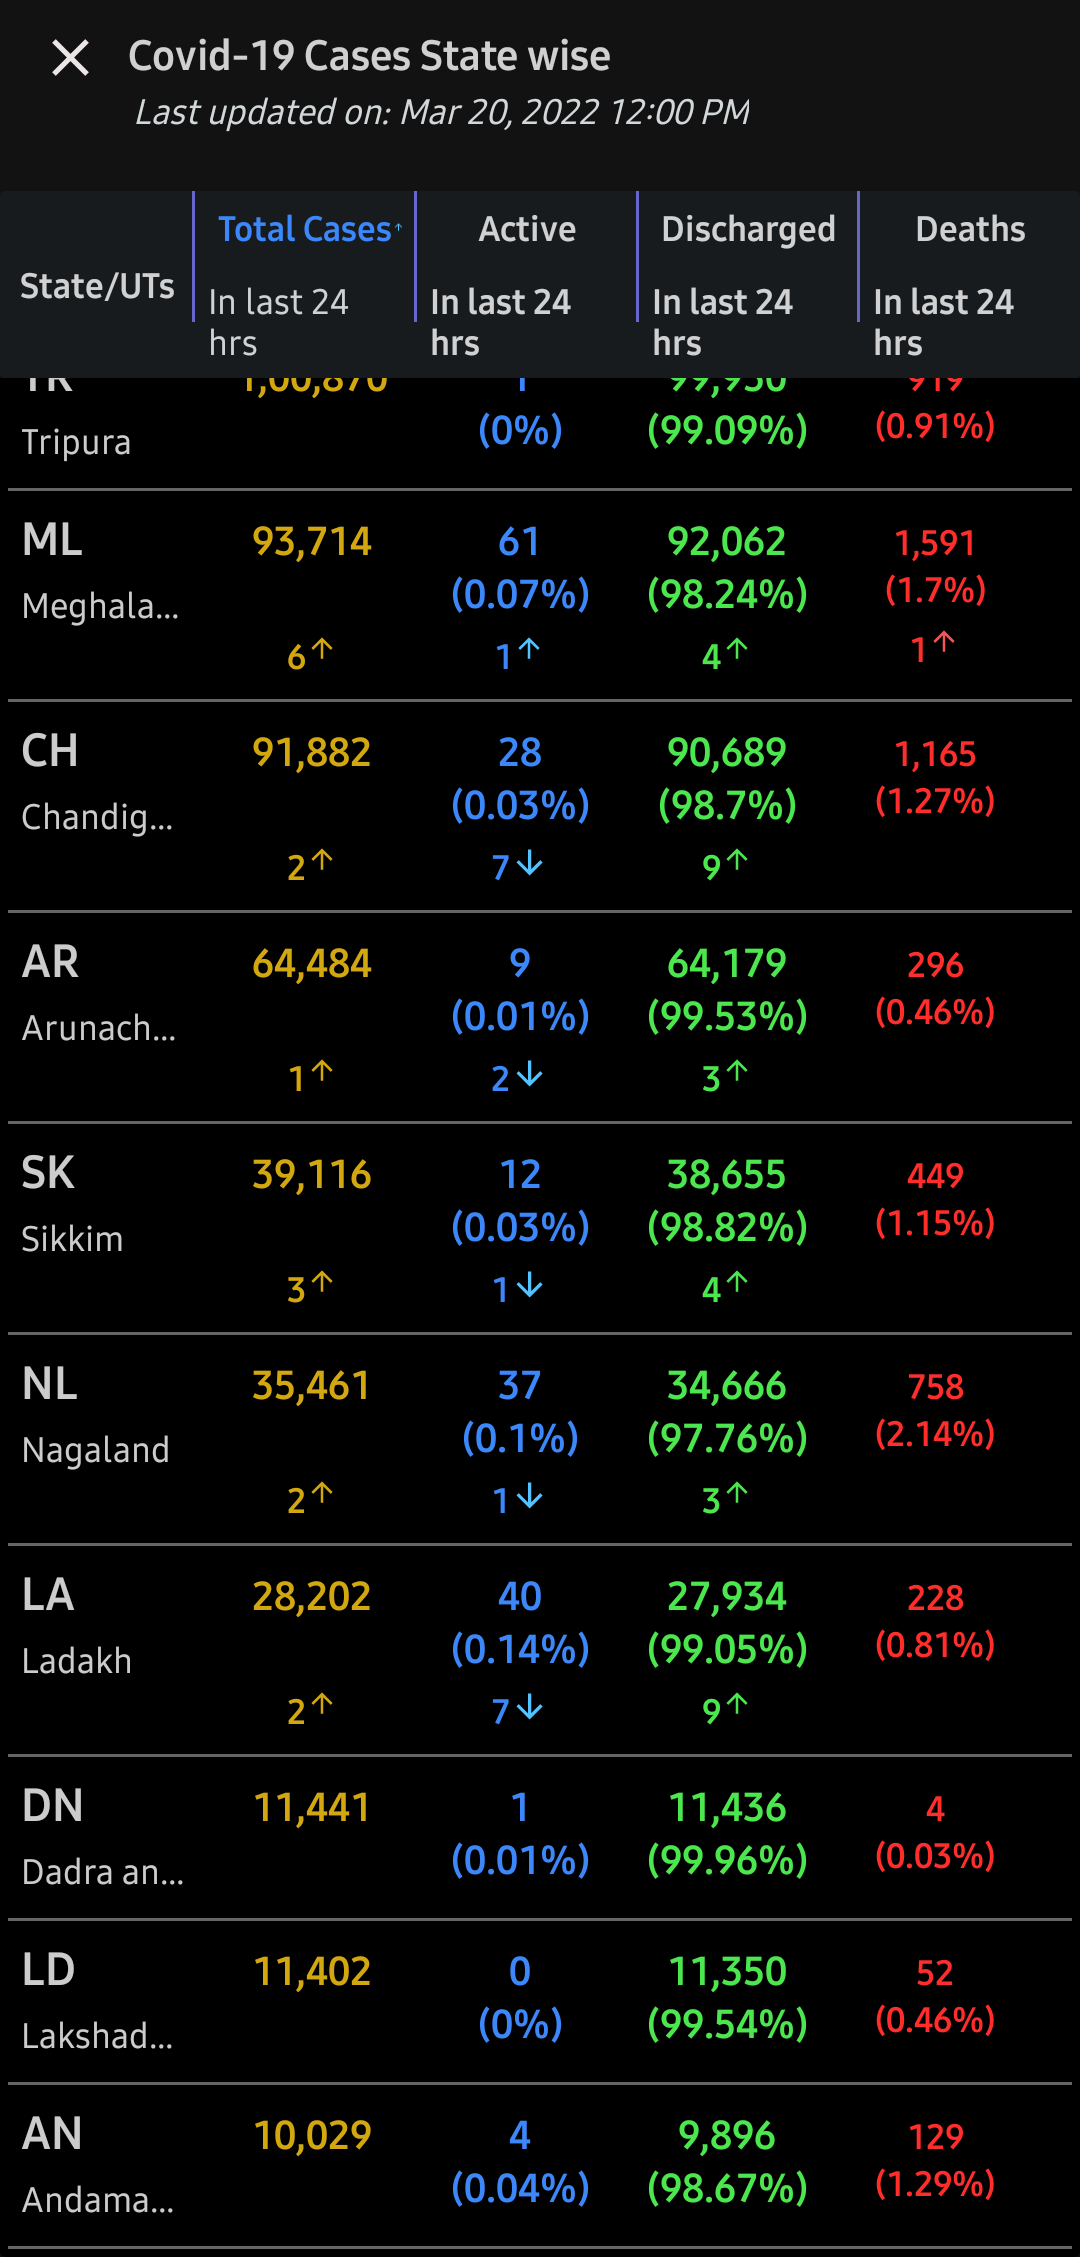 Covid-19 Cases State wise
Last updated on: Mar 20, 2022 12:00 PM
State/UTs Total Cases↑ Active Discharged Deaths
In last 24 hrs In last 24 hrs In last 24 hrs In last 24 hrs
TR 1,00,870 1 99,950 919
Tripura (0%) (99.09%) (0.91%)
ML 93,714 61 92,062 1,591
Meghala... (0.07%) (98.24%) (1.7%)
6↑ 1↑ 4↑ 1↑
CH 91,882 28 90,689 1,165
Chandig... (0.03%) (98.7%) (1.27%)
2↑ 7↓ 9↑
AR 64,484 9 64,179 296
Arunach... (0.01%) (99.53%) (0.46%)
1↑ 2↓ 3↑
SK 39,116 12 38,655 449
Sikkim (0.03%) (98.82%) (1.15%)
3↑ 1↓ 4↑
NL 35,461 37 34,666 758
Nagaland (0.1%) (97.76%) (2.14%)
2↑ 1↓ 3↑
LA 28,202 40 27,934 228
Ladakh (0.14%) (99.05%) (0.81%)
2↑ 7↓ 9↑
DN 11,441 1 11,436 4
Dadra an... (0.01%) (99.96%) (0.03%)
LD 11,402 0 11,350 52
Lakshad... (0%) (99.54%) (0.46%)
AN 10,029 4 9,896 129
Andama... (0.04%) (98.67%) (1.29%)